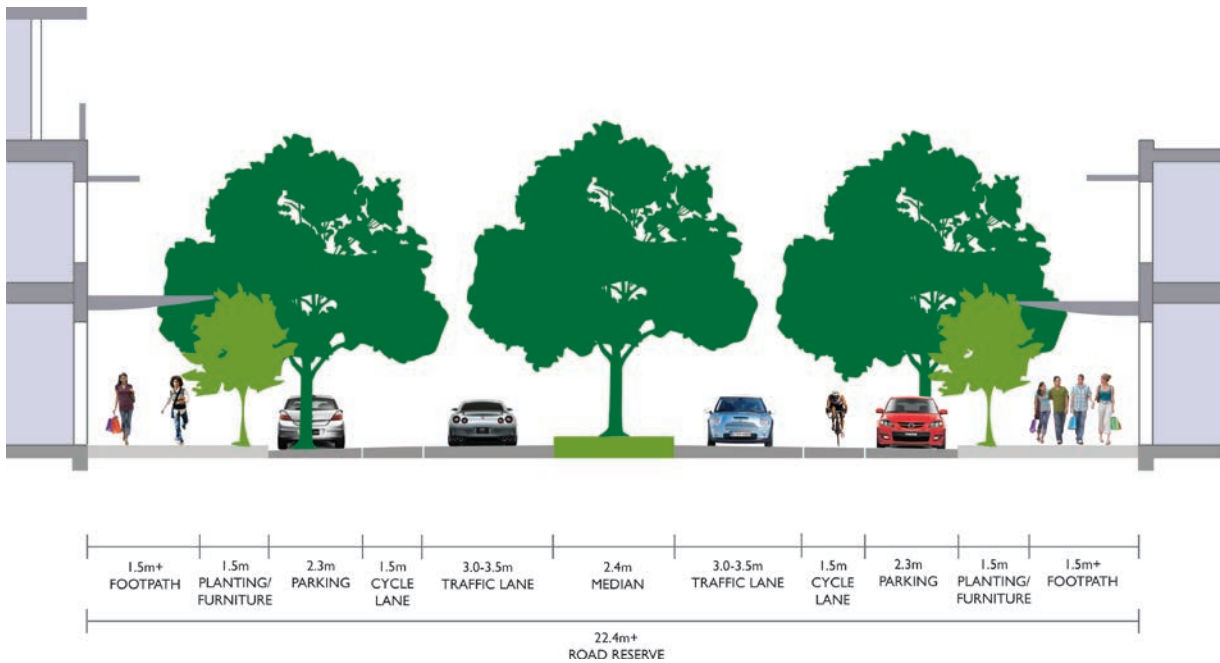 1.5m+
FOOTPATH
1.5m
PLANTING/
FURNITURE
2.3m
PARKING
1.5m
CYCLE
LANE
3.0-3.5m
TRAFFIC LANE
2.4m
MEDIAN
3.0-3.5m
TRAFFIC LANE
1.5m
CYCLE
LANE
2.3m
PARKING
1.5m
PLANTING/
FURNITURE
1.5m+
FOOTPATH
22.4m+
ROAD RESERVE